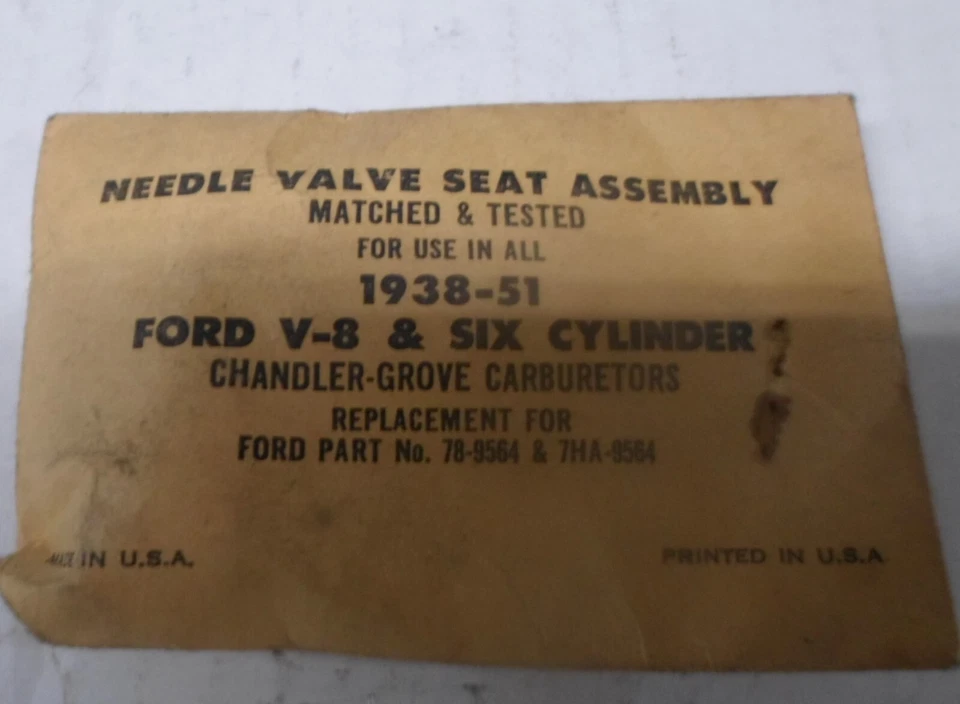 NEEDLE VALVE SEAT ASSEMBLY
MATCHED & TESTED
FOR USE IN ALL
1938-51
FORD V-8 & SIX CYLINDER
CHANDLER-GROVE CARBURETORS
REPLACEMENT FOR
FORD PART No. 78-9564 & 7HA-9564
MADE IN U.S.A. PRINTED IN U.S.A